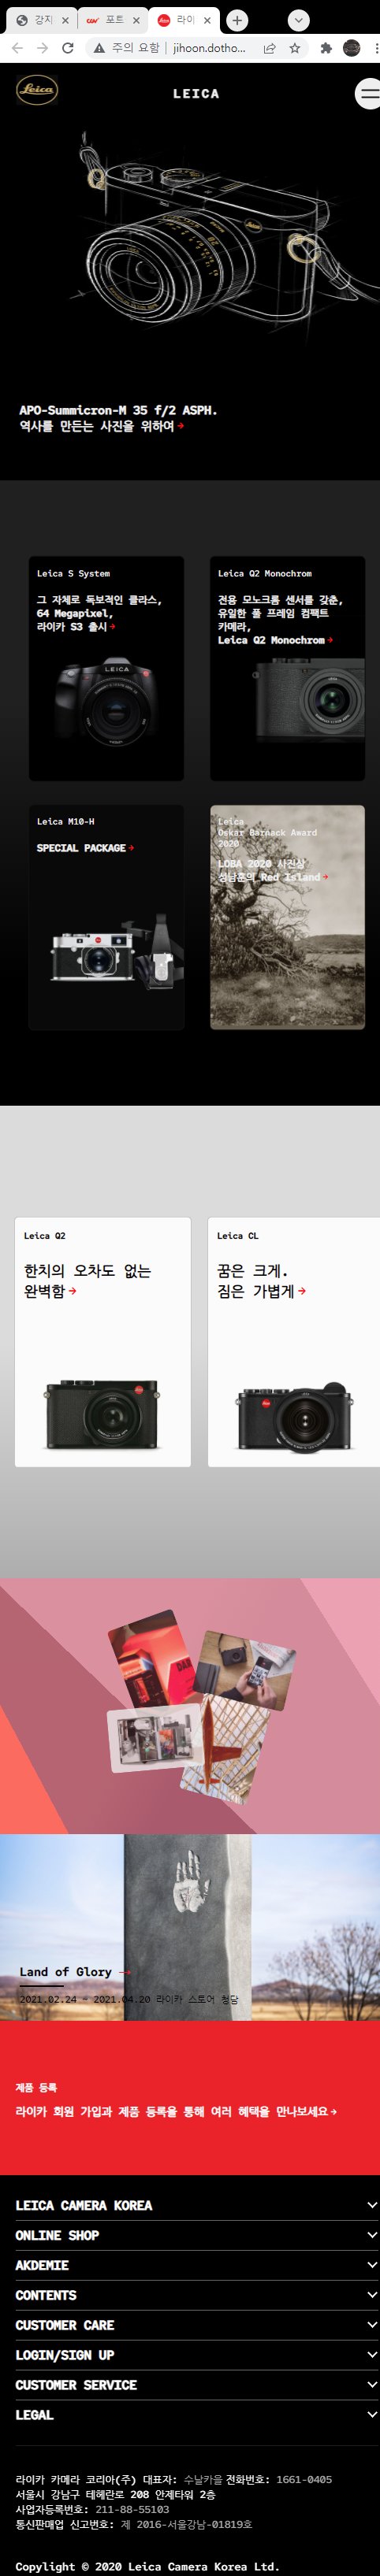 강지
포트
라이
주의 요함
jihoon.dotho...
Leica
LEICA
APO-Summicron-M 35 f/2 ASPH.
역사를 만든는 사진을 위하여
Leica S System
그 자체로 독보적인 클라스,
64 Megapixel,
라이카 S3 출시
Leica Q2 Monochrom
전용 모노크롬 센서를 갖춘,
유일한 풀 프레임 컴팩트
카메라,
Leica Q2 Monochrom
LEICA
Leica M10-H
SPECIAL PACKAGE
Leica
Oskar Barnack Award
2020
LOBA 2020 사진상
성남훈의 Red Island
Leica Q2
한치의 오차도 없는
완벽함
Leica CL
꿈은 크게.
짐은 가볍게
Land of Glory
2021.02.24 - 2021.04.20 라이카 스토어 청담
제품 등록
라이카 회원 가입과 제품 등록을 통해 여러 혜택을 만나보세요
LEICA CAMERA KOREA
ONLINE SHOP
AKDEMIE
CONTENTS
CUSTOMER CARE
LOGIN/SIGN UP
CUSTOMER SERVICE
LEGAL
라이카 카메라 코리아(주) 대표자: 수날카울 전화번호: 1661-0405
서울시 강남구 테헤란로 208 안제타워 2층
사업자등록번호: 211-88-55103
통신판매업 신고번호: 제 2016-서울강남-01819호
Copylight © 2020 Leica Camera Korea Ltd.